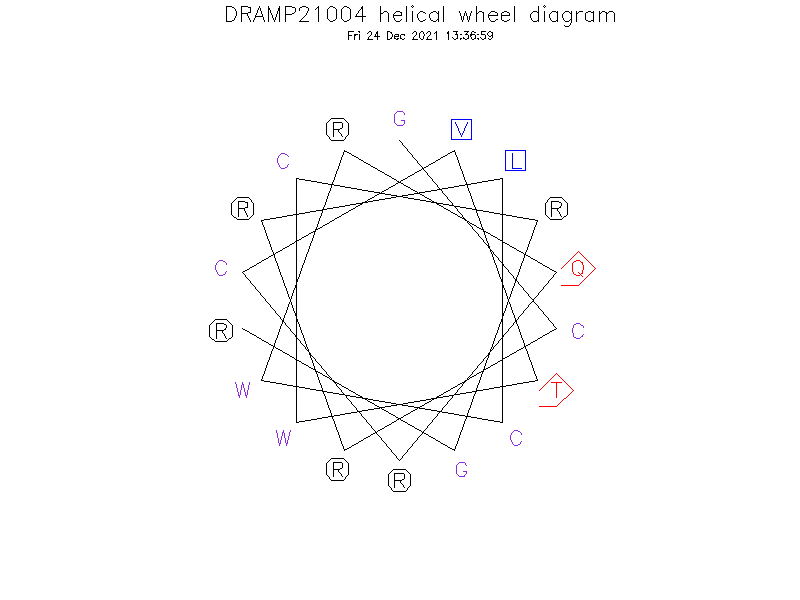 DRAMP21004 helical wheel diagram
Fri 24 Dec 2021 13:36:59
G
R V
C L
R R
C Q
R C
W T
W C
R G
R